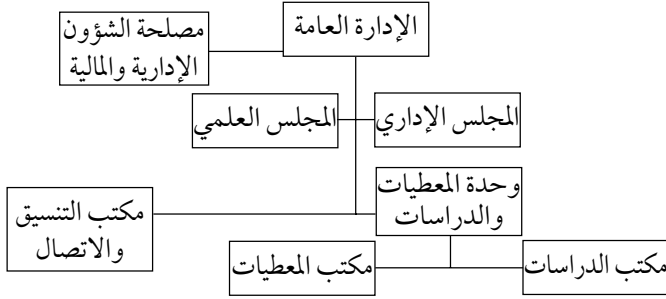 الإدارة العامة
مصلحة الشؤون
الإدارية والمالية
المجلس الإداري
المجلس العلمي
وحدة المعطيات
والدراسات
مكتب التنسيق
والاتصال
مكتب الدراسات
مكتب المعطيات